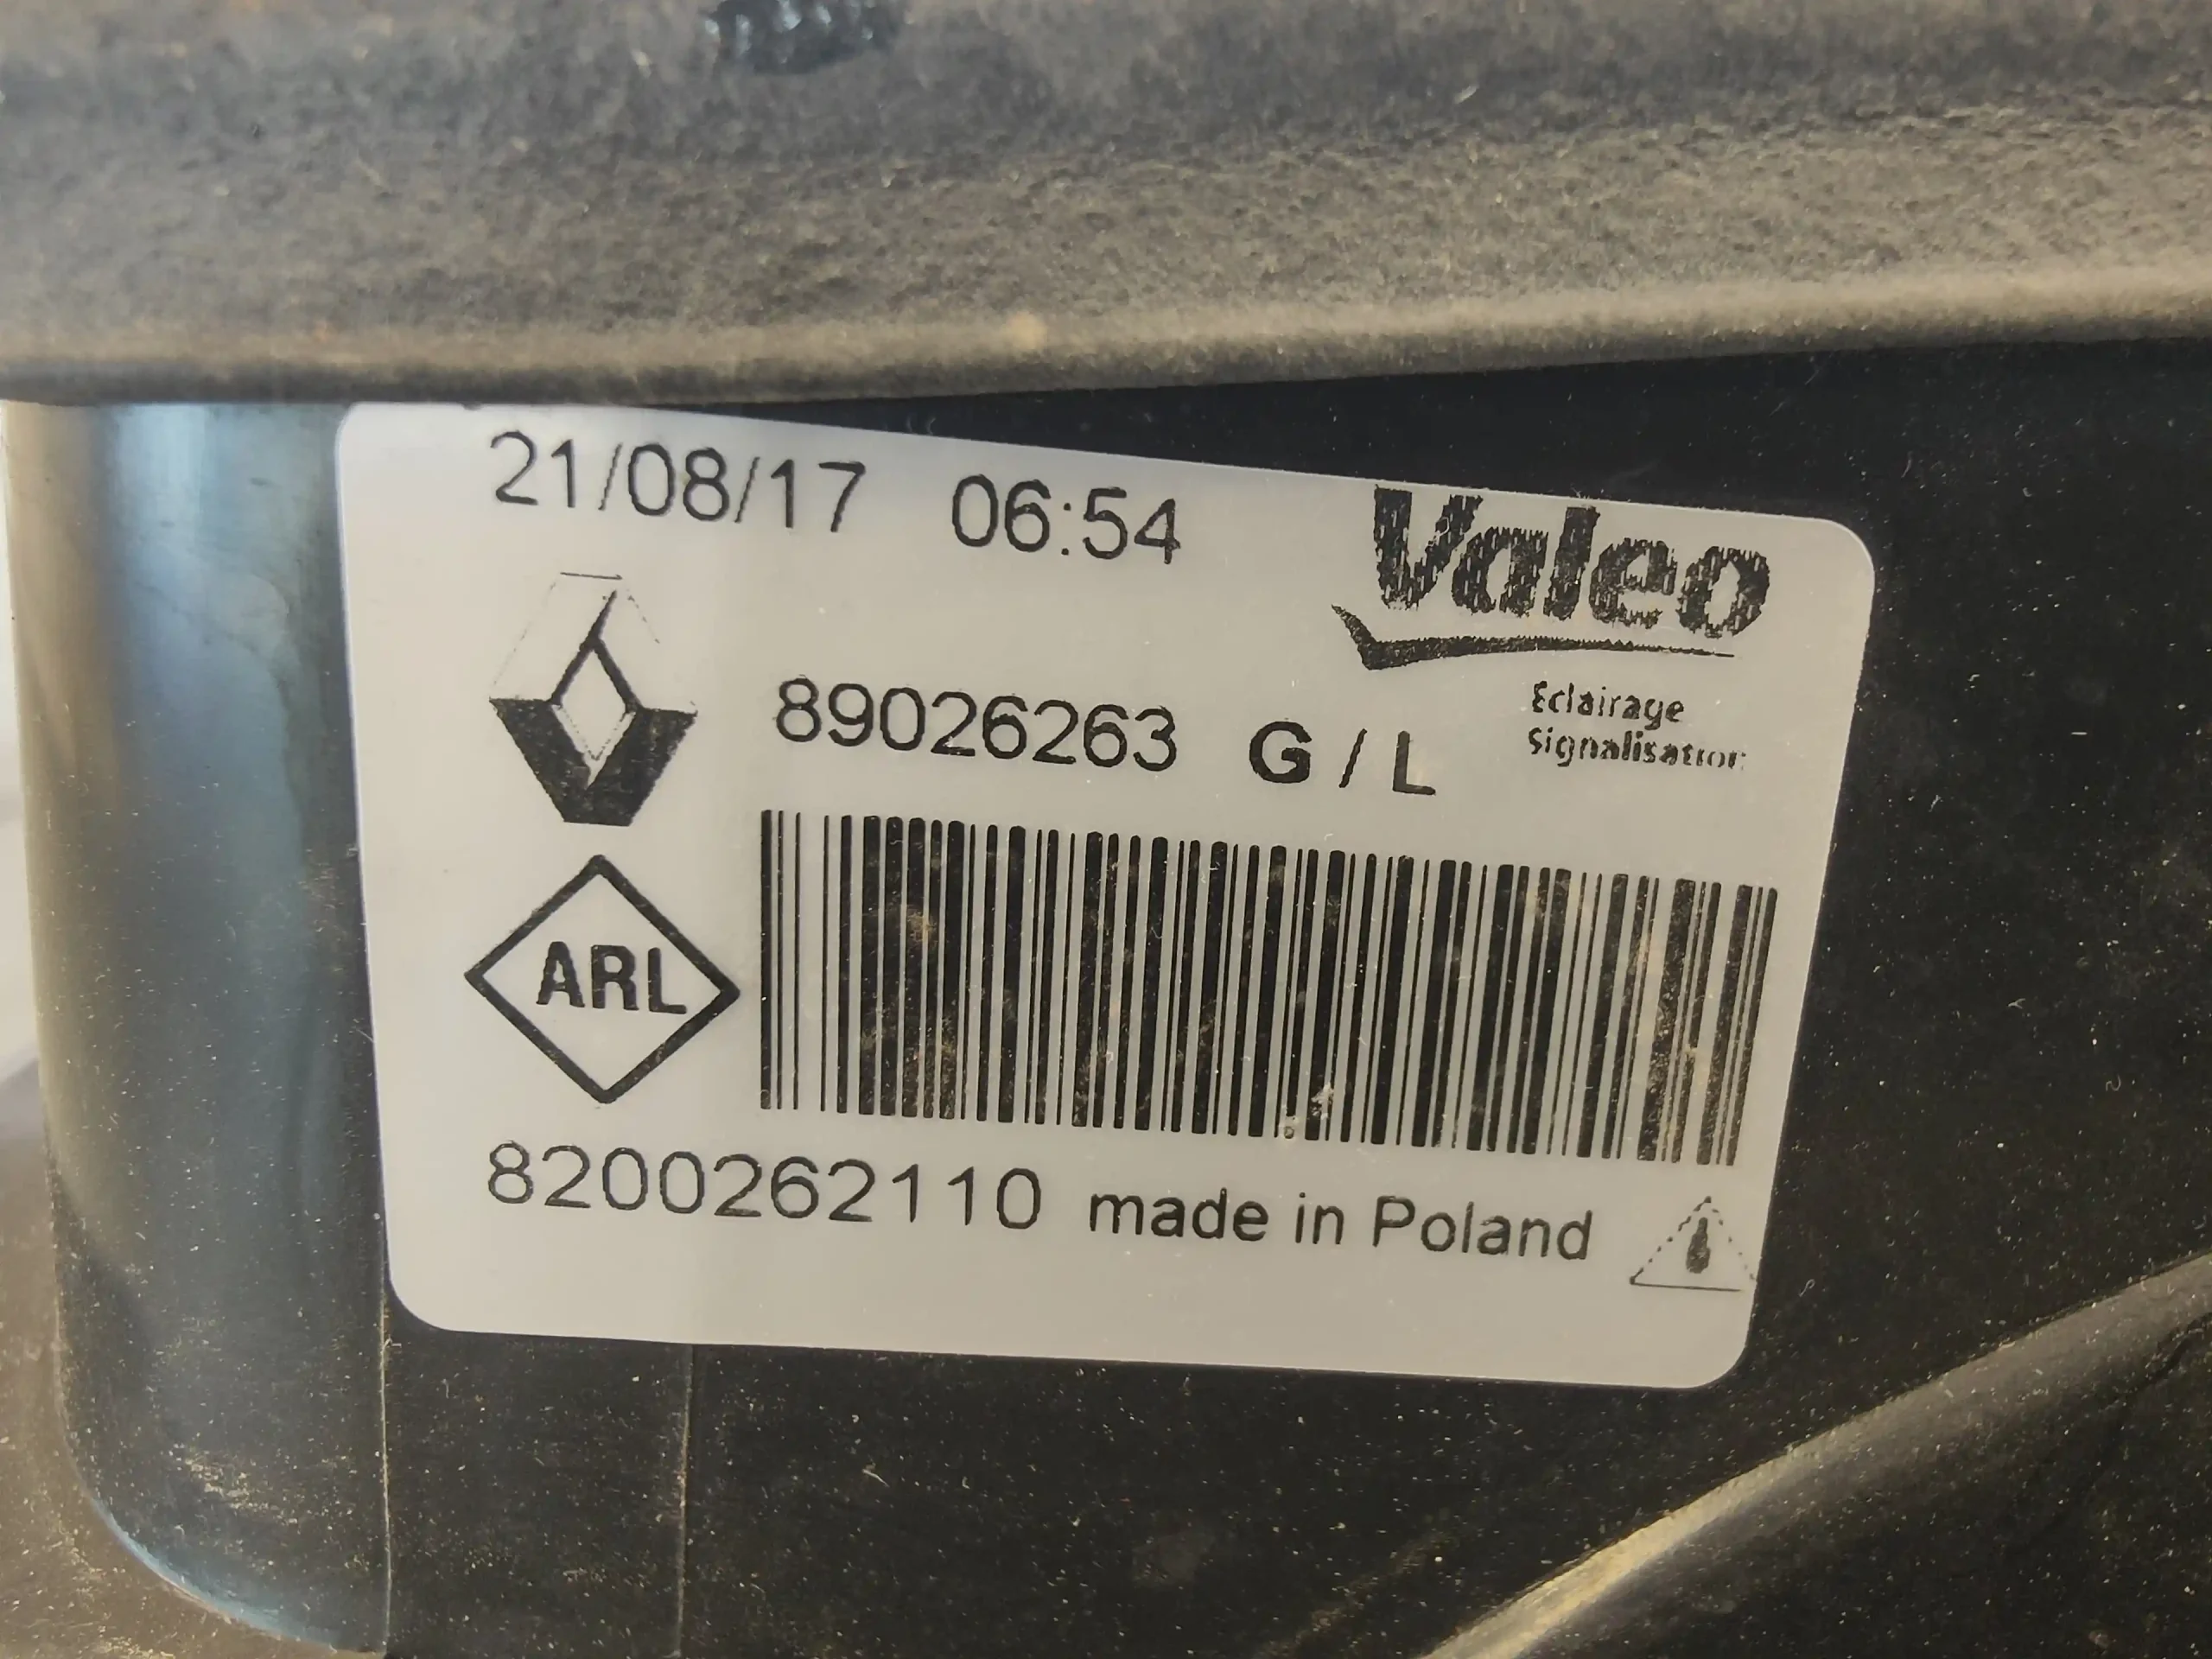 21/08/17 06:54
Valeo
Eclairage
Signalisation
89026263 G / L
ARL
8200262110 made in Poland